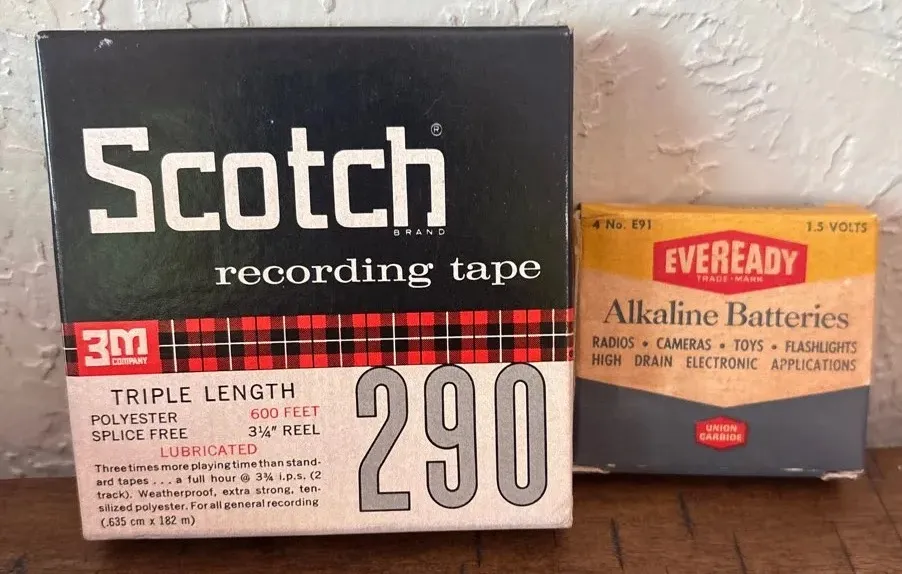 Scotch®
BRAND
recording tape
3M
COMPANY
TRIPLE LENGTH
POLYESTER 600 FEET
SPLICE FREE 3¼" REEL
LUBRICATED
Three times more playing time than stand-
ard tapes . . . a full hour @ 3¾ i.p.s. (2
track). Weatherproof, extra strong, ten-
silized polyester. For all general recording
(.635 cm x 182 m)
290
4 No. E91 1.5 VOLTS
EVEREADY
TRADE-MARK
Alkaline Batteries
RADIOS • CAMERAS • TOYS • FLASHLIGHTS
HIGH DRAIN ELECTRONIC APPLICATIONS
UNION
CARBIDE